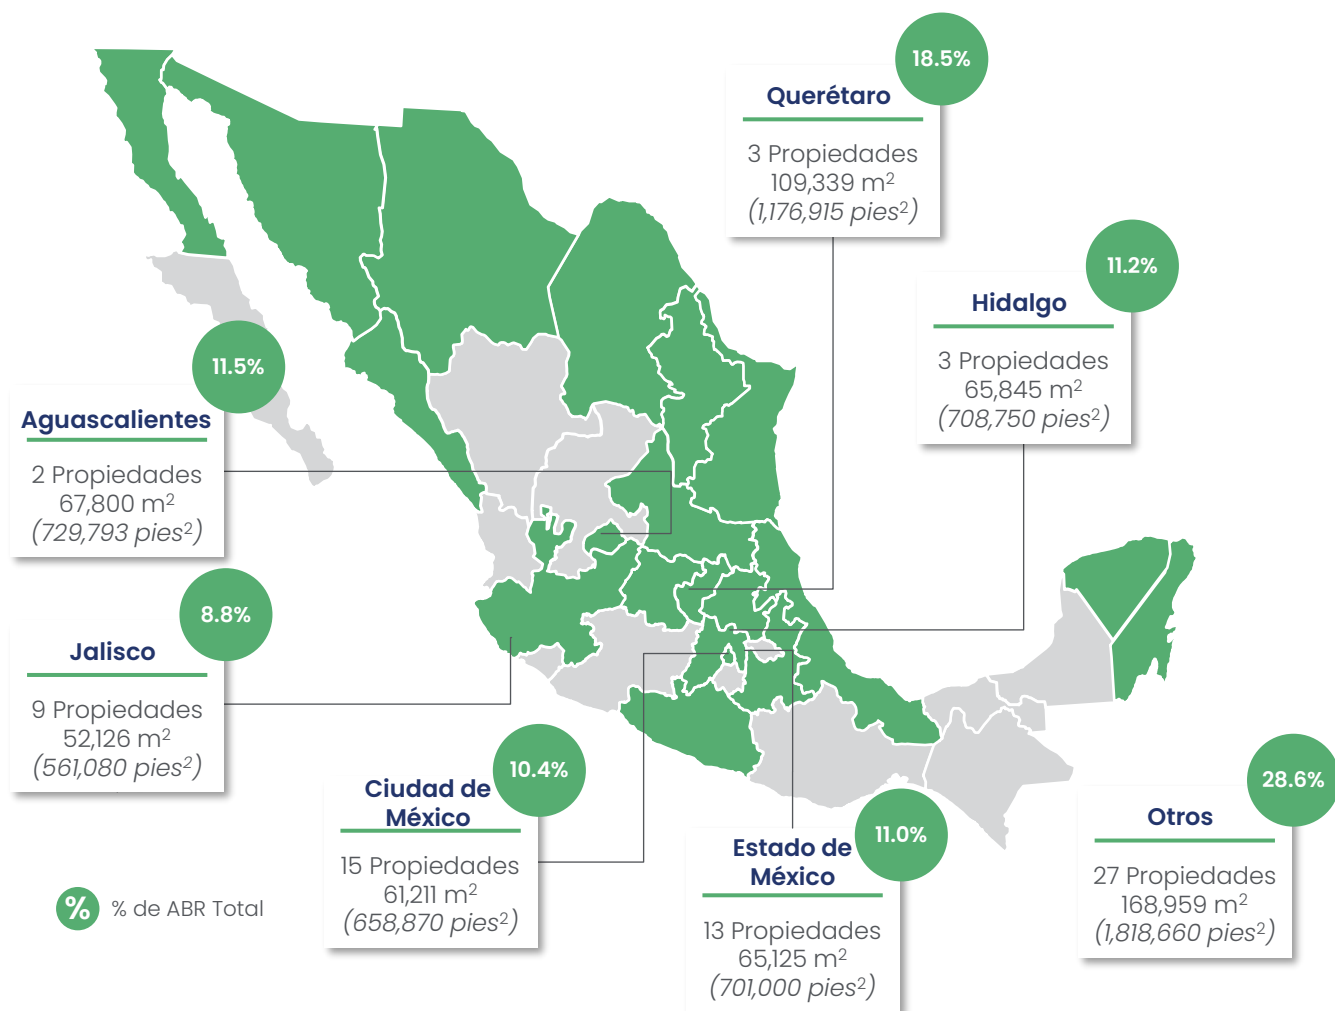 18.5%
Querétaro
3 Propiedades
109,339 m²
(1,176,915 pies²)
11.2%
Hidalgo
3 Propiedades
65,845 m²
(708,750 pies²)
11.5%
Aguascalientes
2 Propiedades
67,800 m²
(729,793 pies²)
8.8%
Jalisco
9 Propiedades
52,126 m²
(561,080 pies²)
10.4%
Ciudad de
México
15 Propiedades
61,211 m²
(658,870 pies²)
11.0%
Estado de
México
13 Propiedades
65,125 m²
(701,000 pies²)
28.6%
Otros
27 Propiedades
168,959 m²
(1,818,660 pies²)
% % de ABR Total